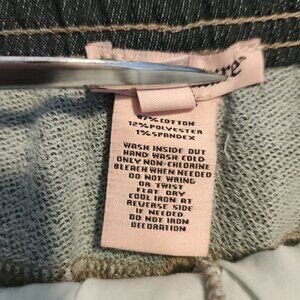 12%POLYESTER
1%SPANDEX
WASH INSIDE OUT
HAND WASH COLD
ONLY NON-CHLORINE
BLEACH WHEN NEEDED
DO NOT WRING
OR TWIST
FLAT DRY
COOL IRON AT
REVERSE SIDE
IF NEEDED
DO NOT IRON
DECORATION